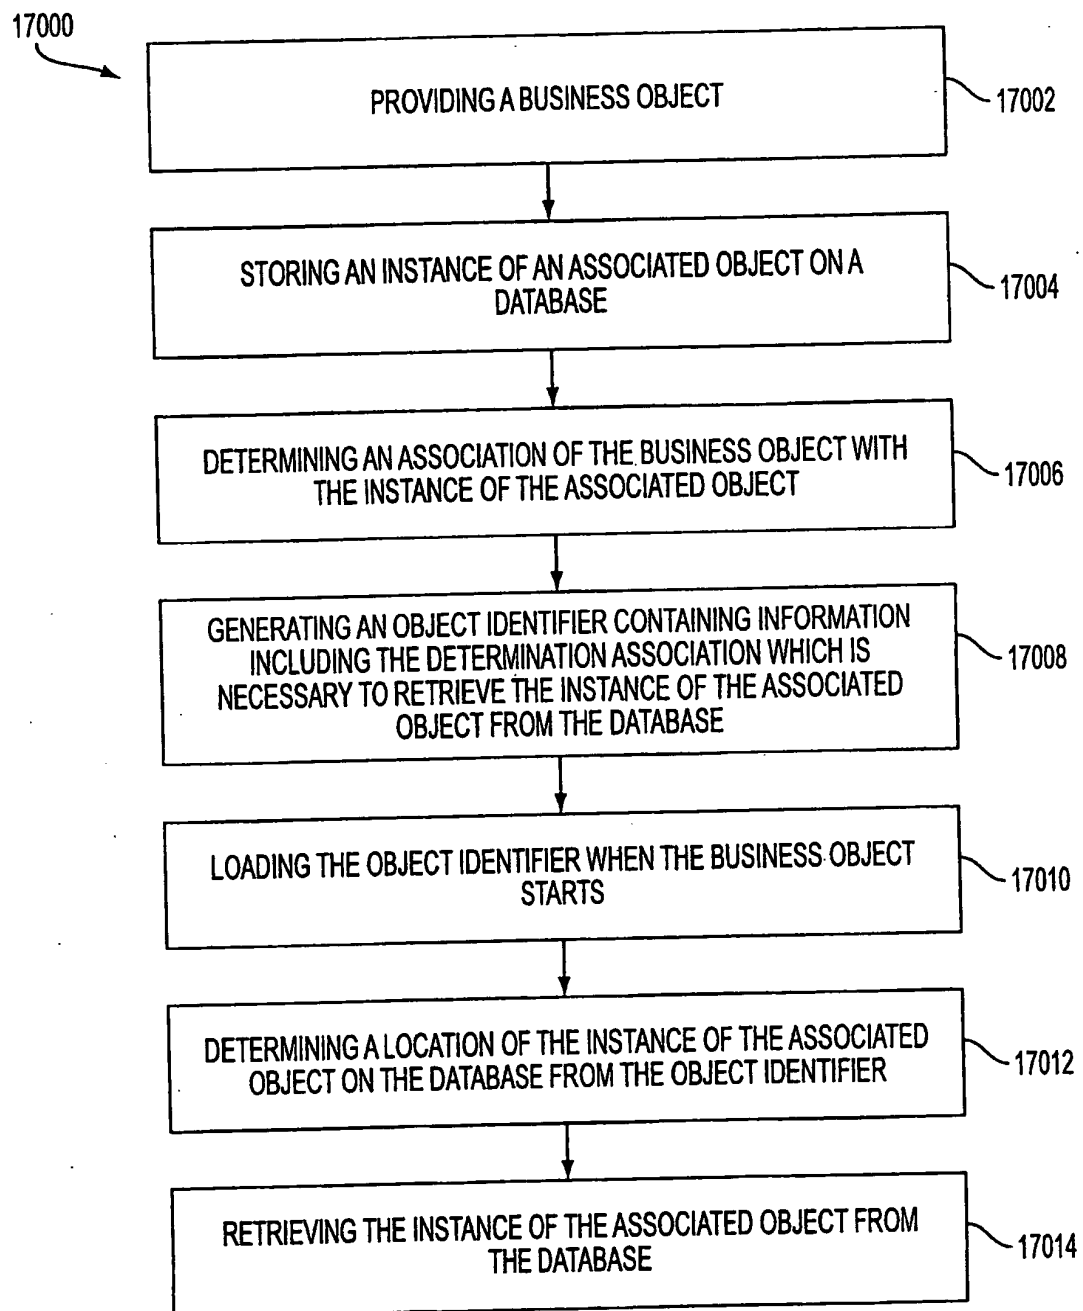 17000
PROVIDING A BUSINESS OBJECT
17002
STORING AN INSTANCE OF AN ASSOCIATED OBJECT ON A
DATABASE
17004
DETERMINING AN ASSOCIATION OF THE BUSINESS OBJECT WITH
THE INSTANCE OF THE ASSOCIATED OBJECT
17006
GENERATING AN OBJECT IDENTIFIER CONTAINING INFORMATION
INCLUDING THE DETERMINATION ASSOCIATION WHICH IS
NECESSARY TO RETRIEVE THE INSTANCE OF THE ASSOCIATED
OBJECT FROM THE DATABASE
17008
LOADING THE OBJECT IDENTIFIER WHEN THE BUSINESS OBJECT
STARTS
17010
DETERMINING A LOCATION OF THE INSTANCE OF THE ASSOCIATED
OBJECT ON THE DATABASE FROM THE OBJECT IDENTIFIER
17012
RETRIEVING THE INSTANCE OF THE ASSOCIATED OBJECT FROM
THE DATABASE
17014